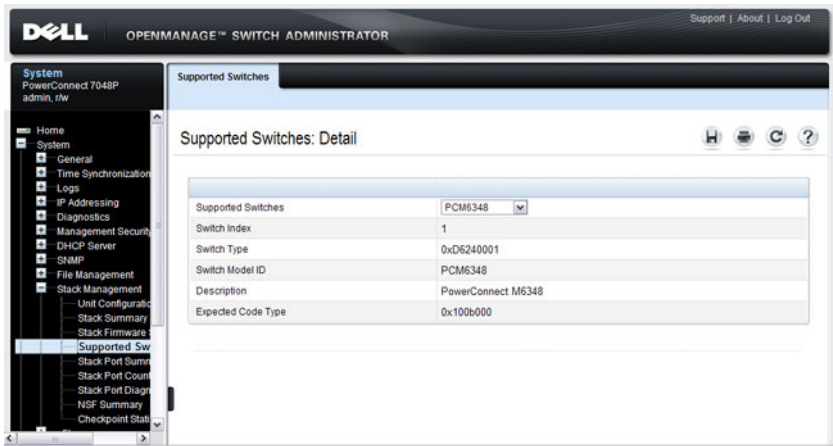 Support | About | Log Out
DELL OPENMANAGE™ SWITCH ADMINISTRATOR
System
PowerConnect 7048P
admin, r/w
Supported Switches
Home
System
General
Time Synchronization
Logs
IP Addressing
Diagnostics
Management Security
DHCP Server
SNMP
File Management
Stack Management
Unit Configuratio
Stack Summary
Stack Firmware
Supported Sw
Stack Port Summ
Stack Port Count
Stack Port Diagn
NSF Summary
Checkpoint Stati
Supported Switches: Detail
Supported Switches PCM6348
Switch Index 1
Switch Type 0xD6240001
Switch Model ID PCM6348
Description PowerConnect M6348
Expected Code Type 0x100b000